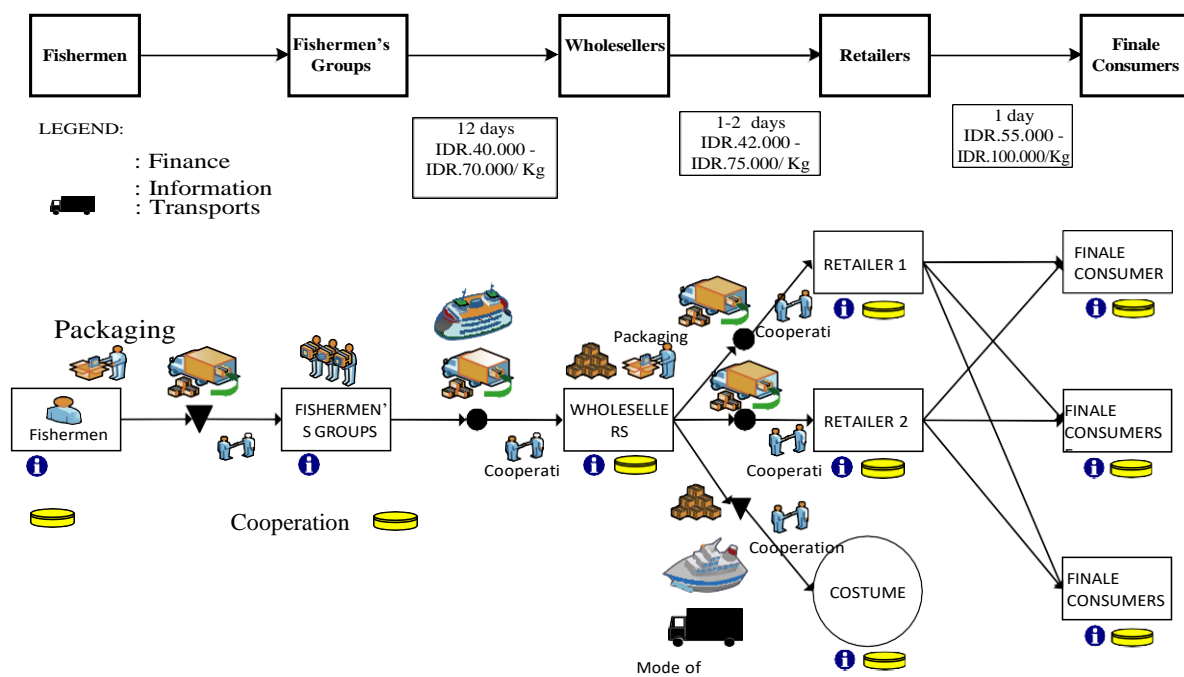 Fishermen
Fishermen's
Groups
Wholesellers
Retailers
Finale
Consumers
LEGEND:
: Finance
: Information
: Transports
12 days
IDR.40.000 -
IDR.70.000/ Kg
1-2 days
IDR.42.000 -
IDR.75.000/ Kg
1 day
IDR.55.000 -
IDR.100.000/Kg
RETAILER 1
FINALE
CONSUMER
Packaging
Packaging
Cooperati
Fishermen
FISHERMEN'
S GROUPS
WHOLESELLE
RS
RETAILER 2
FINALE
CONSUMERS
Cooperati
Cooperati
Cooperation
Cooperation
COSTUME
FINALE
CONSUMERS
Mode of